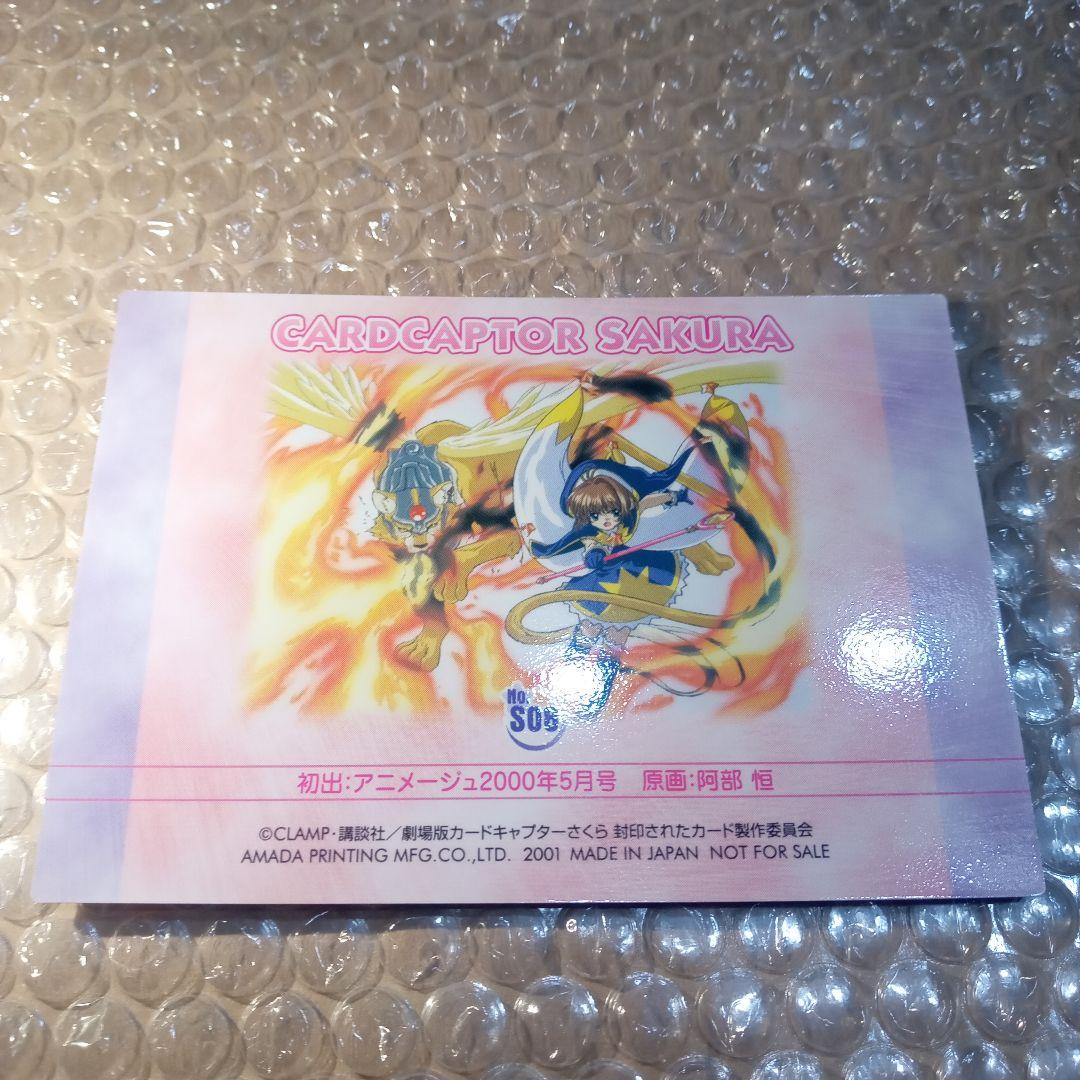 CARDCAPTOR SAKURA
No.
初出:アニメージュ2000年5月号　原画:阿部 恒
©CLAMP・講談社／劇場版カードキャプターさくら 封印されたカード製作委員会
AMADA PRINTING MFG.CO.,LTD. 2001 MADE IN JAPAN NOT FOR SALE